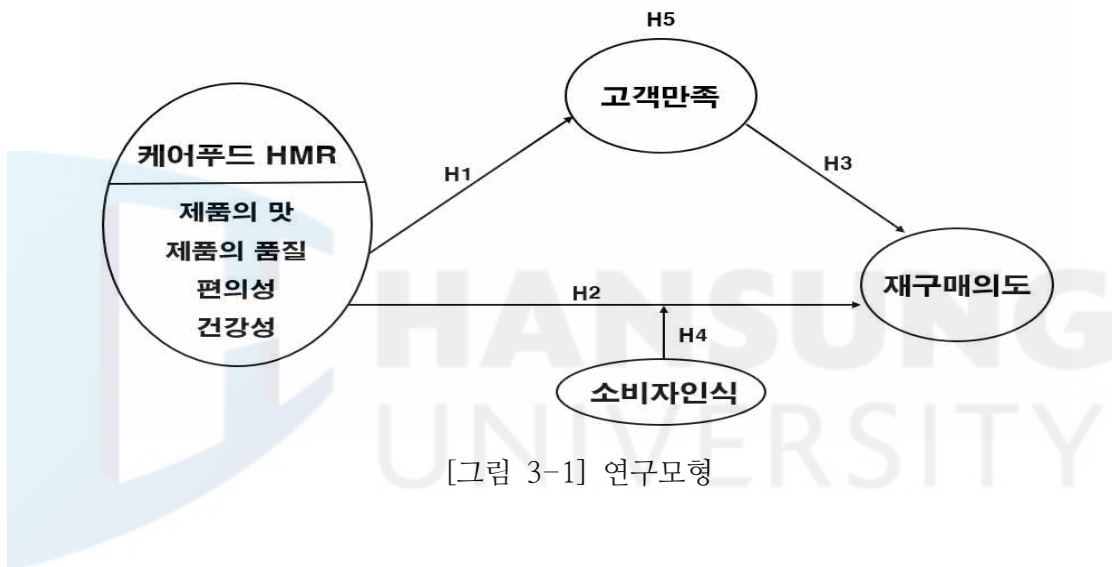 H5
고객만족
케어푸드 HMR
제품의 맛
제품의 품질
편의성
건강성
H1
H3
H2
재구매의도
H4
소비자인식
HANSUNG
UNIVERSITY
[그림 3-1] 연구모형